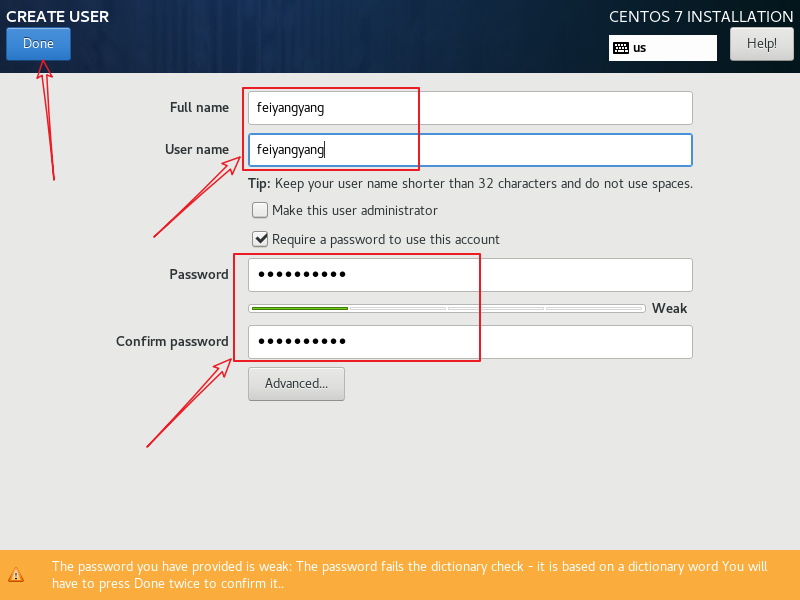 CREATE USER
CENTOS 7 INSTALLATION
Done
us
Help!
Full name
feiyangyang
User name
feiyangyang
Tip: Keep your user name shorter than 32 characters and do not use spaces.
Make this user administrator
Require a password to use this account
Password
●●●●●●●●●●
Weak
Confirm password
●●●●●●●●●●
Advanced...
The password you have provided is weak: The password fails the dictionary check - it is based on a dictionary word You will
have to press Done twice to confirm it..